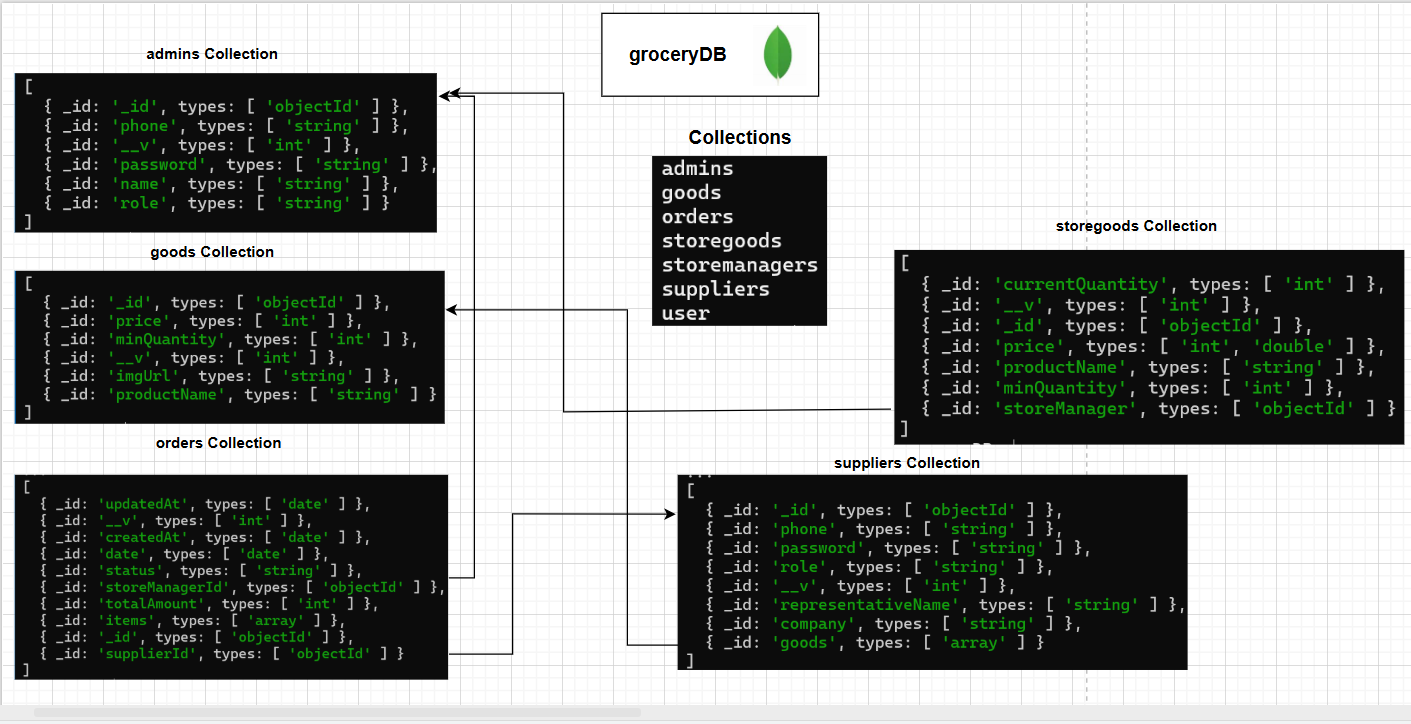 groceryDB
admins Collection
[
{ _id: '_id', types: [ 'objectId' ] },
{ _id: 'phone', types: [ 'string' ] },
{ _id: '__v', types: [ 'int' ] },
{ _id: 'password', types: [ 'string' ] },
{ _id: 'name', types: [ 'string' ] },
{ _id: 'role', types: [ 'string' ] }
]
Collections
admins
goods
orders
storegoods
storemanagers
suppliers
user
goods Collection
[
{ _id: '_id', types: [ 'objectId' ] },
{ _id: 'price', types: [ 'int' ] },
{ _id: 'minQuantity', types: [ 'int' ] },
{ _id: '__v', types: [ 'int' ] },
{ _id: 'imgUrl', types: [ 'string' ] },
{ _id: 'productName', types: [ 'string' ] }
]
storegoods Collection
[
{ _id: 'currentQuantity', types: [ 'int' ] },
{ _id: '__v', types: [ 'int' ] },
{ _id: '_id', types: [ 'objectId' ] },
{ _id: 'price', types: [ 'int', 'double' ] },
{ _id: 'productName', types: [ 'string' ] },
{ _id: 'minQuantity', types: [ 'int' ] },
{ _id: 'storeManager', types: [ 'objectId' ] }
]
orders Collection
[
{ _id: 'updatedAt', types: [ 'date' ] },
{ _id: '__v', types: [ 'int' ] },
{ _id: 'createdAt', types: [ 'date' ] },
{ _id: 'date', types: [ 'date' ] },
{ _id: 'status', types: [ 'string' ] },
{ _id: 'storeManagerId', types: [ 'objectId' ] },
{ _id: 'totalAmount', types: [ 'int' ] },
{ _id: 'items', types: [ 'array' ] },
{ _id: '_id', types: [ 'objectId' ] },
{ _id: 'supplierId', types: [ 'objectId' ] }
]
suppliers Collection
[
{ _id: '_id', types: [ 'objectId' ] },
{ _id: 'phone', types: [ 'string' ] },
{ _id: 'password', types: [ 'string' ] },
{ _id: 'role', types: [ 'string' ] },
{ _id: '__v', types: [ 'int' ] },
{ _id: 'representativeName', types: [ 'string' ] },
{ _id: 'company', types: [ 'string' ] },
{ _id: 'goods', types: [ 'array' ] }
]